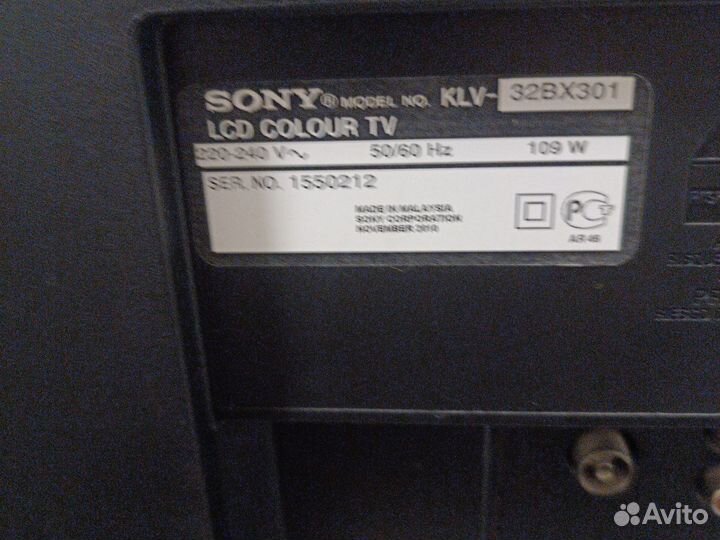 SONY® MODEL NO. KLV-32BX301
LCD COLOUR TV
220-240 V~ 50/60 Hz 109 W
SER. NO. 1550212
MADE IN MALAYSIA
SONY CORPORATION
NOVEMBER 2010
PCT
АЯ46
Avito